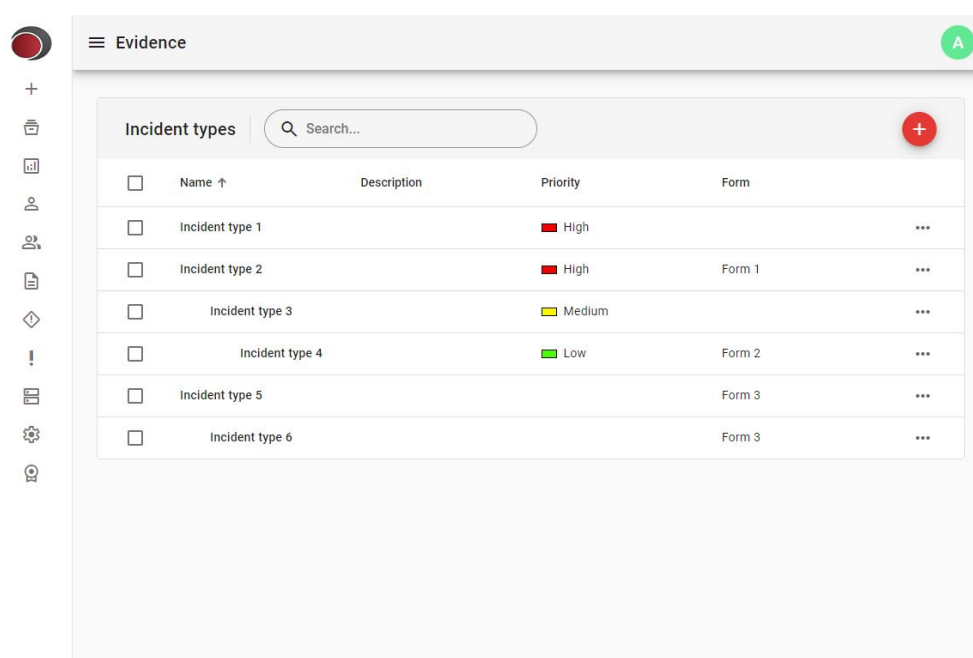 Evidence
A
Incident types
Search...
Name Description Priority Form
Incident type 1 High
Incident type 2 High Form 1
Incident type 3 Medium
Incident type 4 Low Form 2
Incident type 5 Form 3
Incident type 6 Form 3